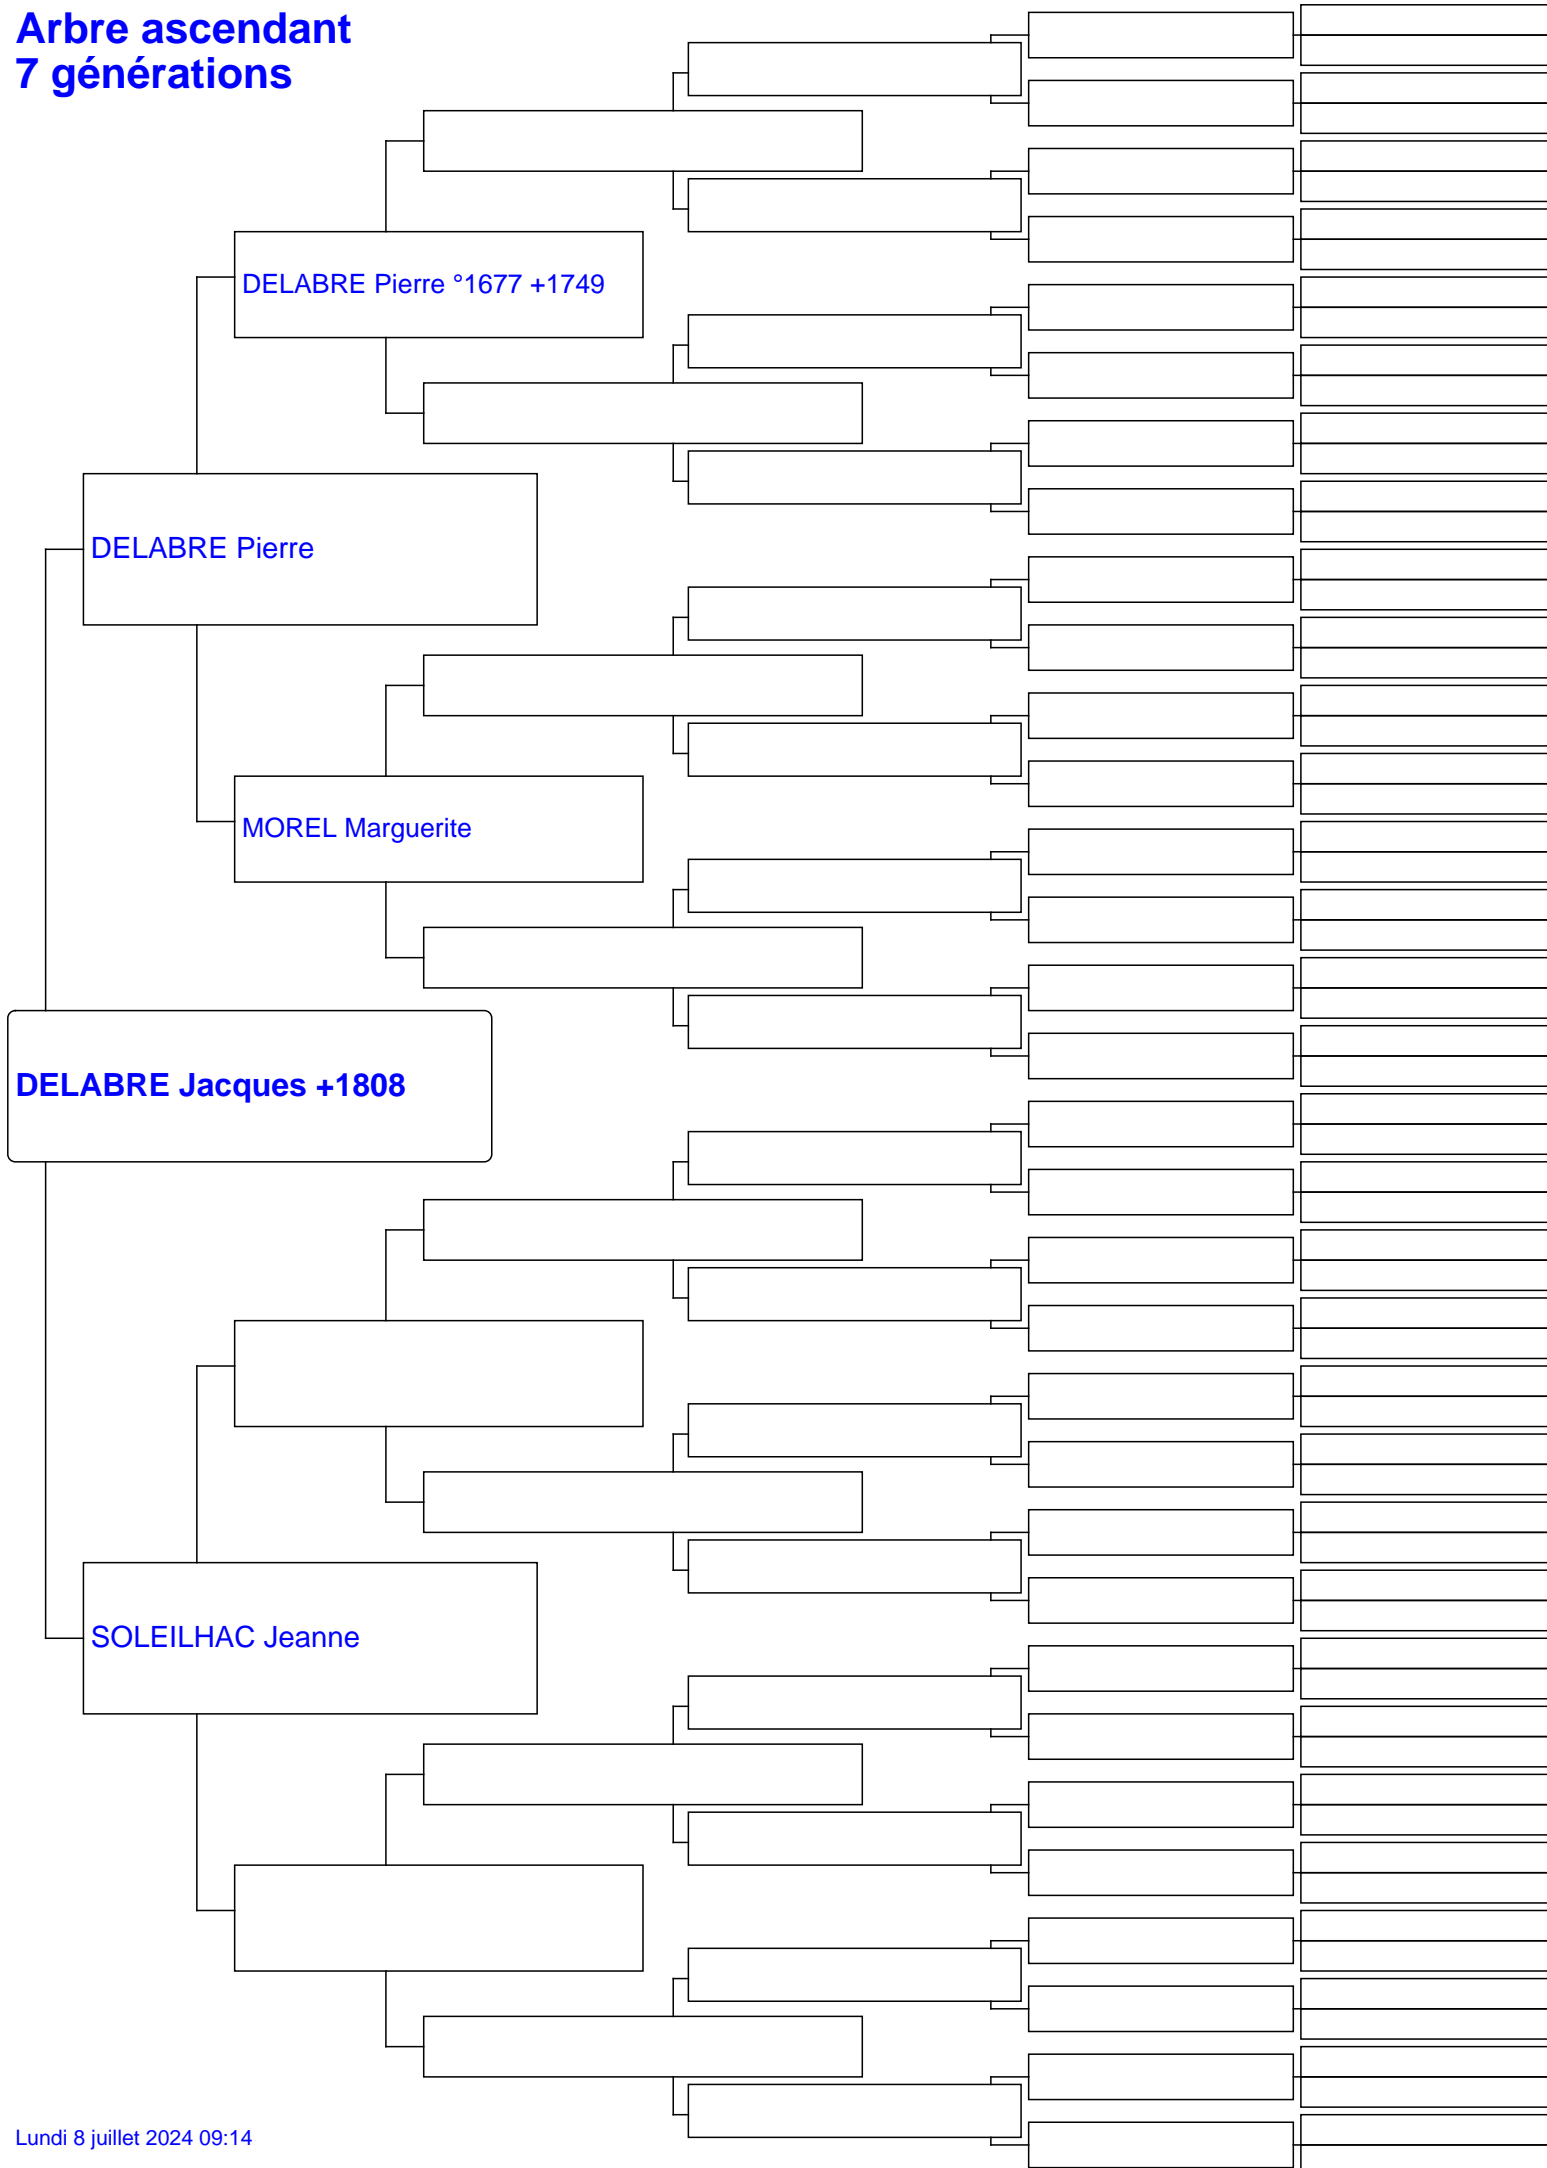 Arbre ascendant
7 générations
DELABRE Pierre °1677 +1749
DELABRE Pierre
MOREL Marguerite
DELABRE Jacques +1808
SOLEILHAC Jeanne
Lundi 8 juillet 2024 09:14